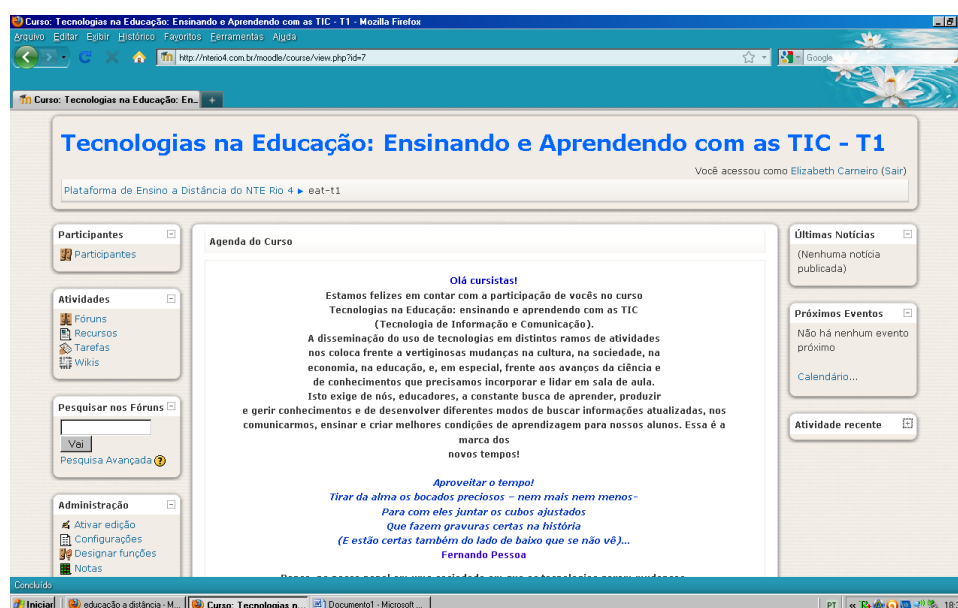 Curso: Tecnologias na Educação: Ensinando e Aprendendo com as TIC - T1 - Mozilla Firefox
Arquivo Editar Exibir Histórico Favoritos Ferramentas Ajuda
http://nterio4.com.br/moodle/course/view.php?id=7
Google
Curso: Tecnologias na Educação: En...
Tecnologias na Educação: Ensinando e Aprendendo com as TIC - T1
Você acessou como Elizabeth Carneiro (Sair)
Plataforma de Ensino a Distância do NTE Rio 4 ► eat-t1
Participantes
Participantes
Atividades
Fóruns
Recursos
Tarefas
Wikis
Pesquisar nos Fóruns
Vai
Pesquisa Avançada
Administração
Ativar edição
Configurações
Designar funções
Notas
Agenda do Curso
Olá cursistas!
Estamos felizes em contar com a participação de vocês no curso
Tecnologias na Educação: ensinando e aprendendo com as TIC
(Tecnologia de Informação e Comunicação).
A disseminação do uso de tecnologias em distintos ramos de atividades
nos coloca frente a vertiginosas mudanças na cultura, na sociedade, na
economia, na educação, e, em especial, frente aos avanços da ciência e
de conhecimentos que precisamos incorporar e lidar em sala de aula.
Isto exige de nós, educadores, a constante busca de aprender, produzir
e gerir conhecimentos e de desenvolver diferentes modos de buscar informações atualizadas, nos
comunicarmos, ensinar e criar melhores condições de aprendizagem para nossos alunos. Essa é a
marca dos
novos tempos!
Aproveitar o tempo!
Tirar da alma os bocados preciosos – nem mais nem menos–
Para com eles juntar os cubos ajustados
Que fazem gravuras certas na história
(E estão certas também do lado de baixo que se não vê)...
Fernando Pessoa
Últimas Notícias
(Nenhuma notícia
publicada)
Próximos Eventos
Não há nenhum evento
próximo
Calendário...
Atividade recente
Concluído
Iniciar
educação a distância - M...
Curso: Tecnologias n...
Documento1 - Microsoft ...
PT